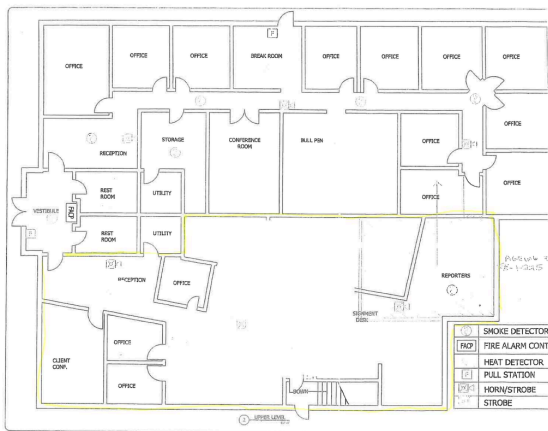 F
OFFICE
OFFICE
OFFICE
BREAK ROOM
OFFICE
OFFICE
OFFICE
OFFICE
RECEPTION
STORAGE
CONFERENCE
ROOM
BULL PEN
OFFICE
OFFICE
REST
ROOM
UTILITY
OFFICE
OFFICE
VESTIBULE
FACP
F
REST
ROOM
UTILITY
RECEPTION
OFFICE
REPORTERS
SIGNMENT
DESK
OFFICE
CLIENT
CONF.
OFFICE
DOWN
UPPER LEVEL
SMOKE DETECTOR
FACP FIRE ALARM CONT
HEAT DETECTOR
F PULL STATION
HORN/STROBE
STROBE